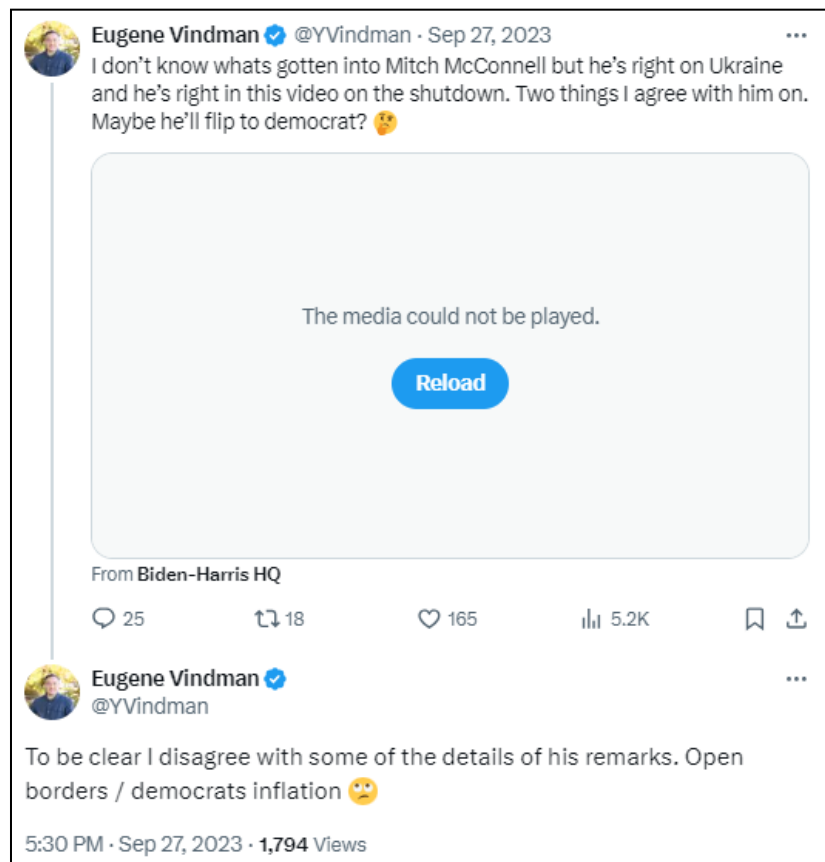 Eugene Vindman @YVindman · Sep 27, 2023
I don’t know whats gotten into Mitch McConnell but he’s right on Ukraine
and he’s right in this video on the shutdown. Two things I agree with him on.
Maybe he’ll flip to democrat? 🤔
The media could not be played.
Reload
From Biden-Harris HQ
25 18 165 5.2K
Eugene Vindman
@YVindman
To be clear I disagree with some of the details of his remarks. Open
borders / democrats inflation 🙄
5:30 PM · Sep 27, 2023 · 1,794 Views